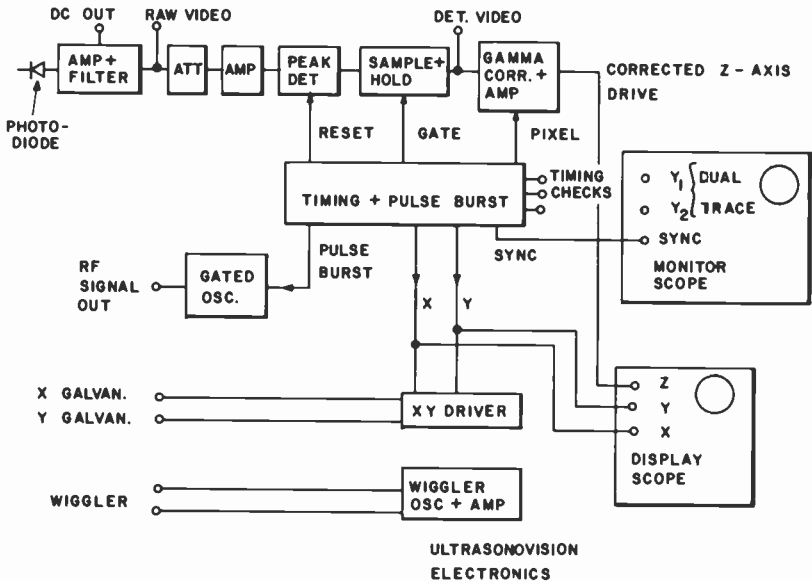 DC OUT
RAW VIDEO
DET. VIDEO
AMP +
FILTER
ATT
AMP
PEAK
DET
SAMPLE+
HOLD
GAMMA
CORR. +
AMP
CORRECTED Z - AXIS
DRIVE
PHOTO-
DIODE
RESET
GATE
PIXEL
TIMING + PULSE BURST
TIMING
CHECKS
Y1 DUAL
Y2 TRACE
SYNC
MONITOR
SCOPE
PULSE
BURST
SYNC
RF
SIGNAL
OUT
GATED
OSC.
X
Y
X GALVAN.
Y GALVAN.
XY DRIVER
Z
Y
X
DISPLAY
SCOPE
WIGGLER
WIGGLER
OSC + AMP
ULTRASONOVISION
ELECTRONICS